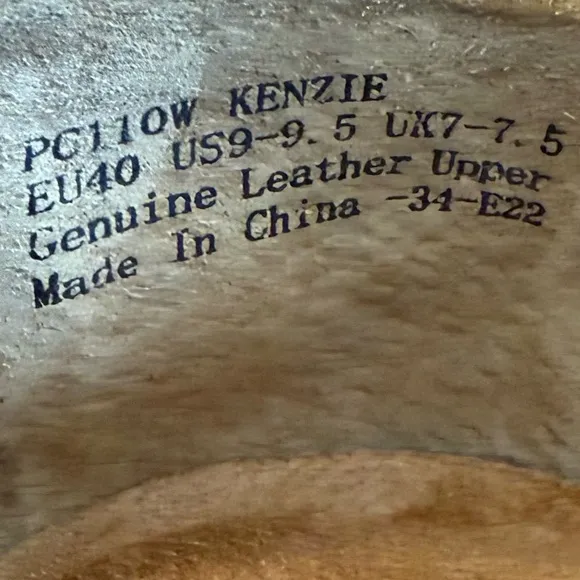 PC110W KENZIE
EU40 US9-9.5 UK7-7.5
Genuine Leather Upper
Made In China -34-E22